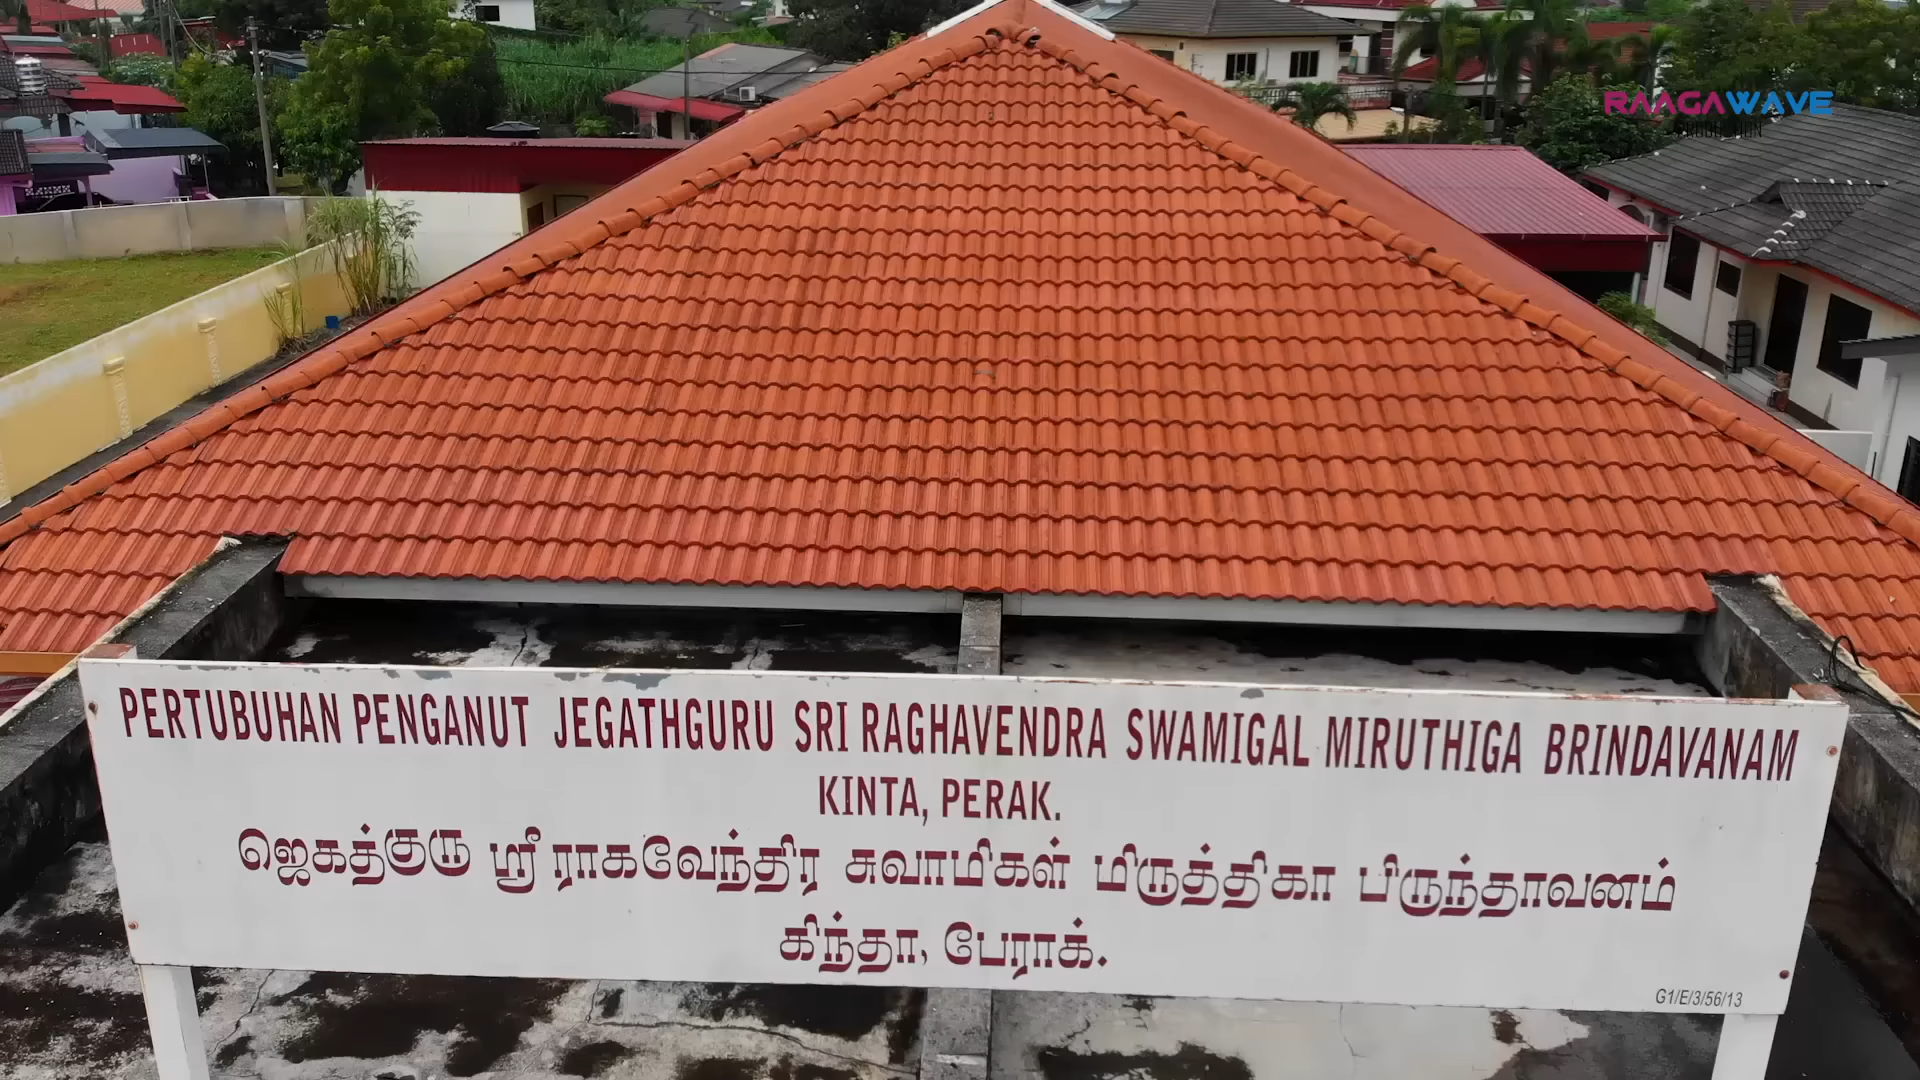 RAAGAWAVE
PRODUCTION
PERTUBUHAN PENGANUT JEGATHGURU SRI RAGHAVENDRA SWAMIGAL MIRUTHIGA BRINDAVANAM
KINTA, PERAK.
ஜெகத்குரு ஸ்ரீ ராகவேந்திர சுவாமிகள் மிருத்திகா பிருந்தாவனம்
கிந்தா, பேராக்.
G1/E/3/56/13